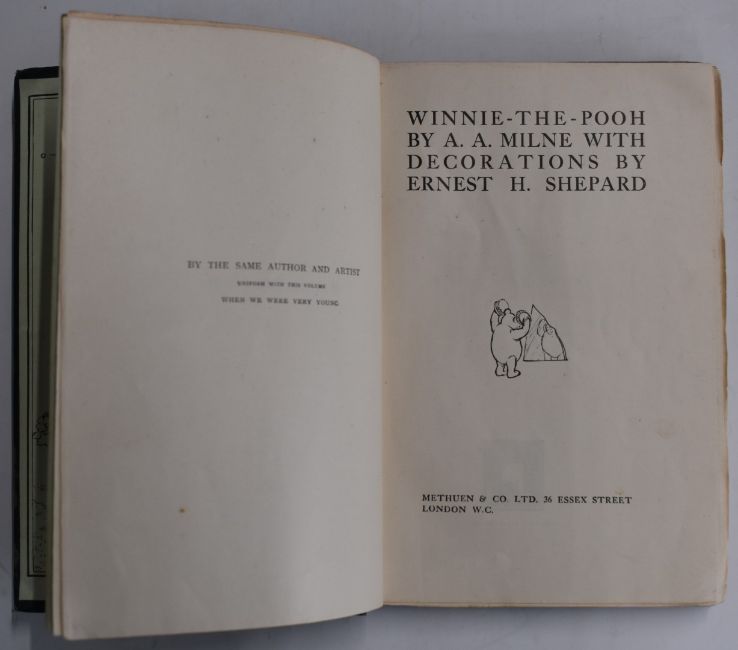 BY THE SAME AUTHOR AND ARTIST
UNIFORM WITH THIS VOLUME
WHEN WE WERE VERY YOUNG
WINNIE-THE-POOH
BY A. A. MILNE WITH
DECORATIONS BY
ERNEST H. SHEPARD
METHUEN & CO. LTD. 36 ESSEX STREET
LONDON W.C.